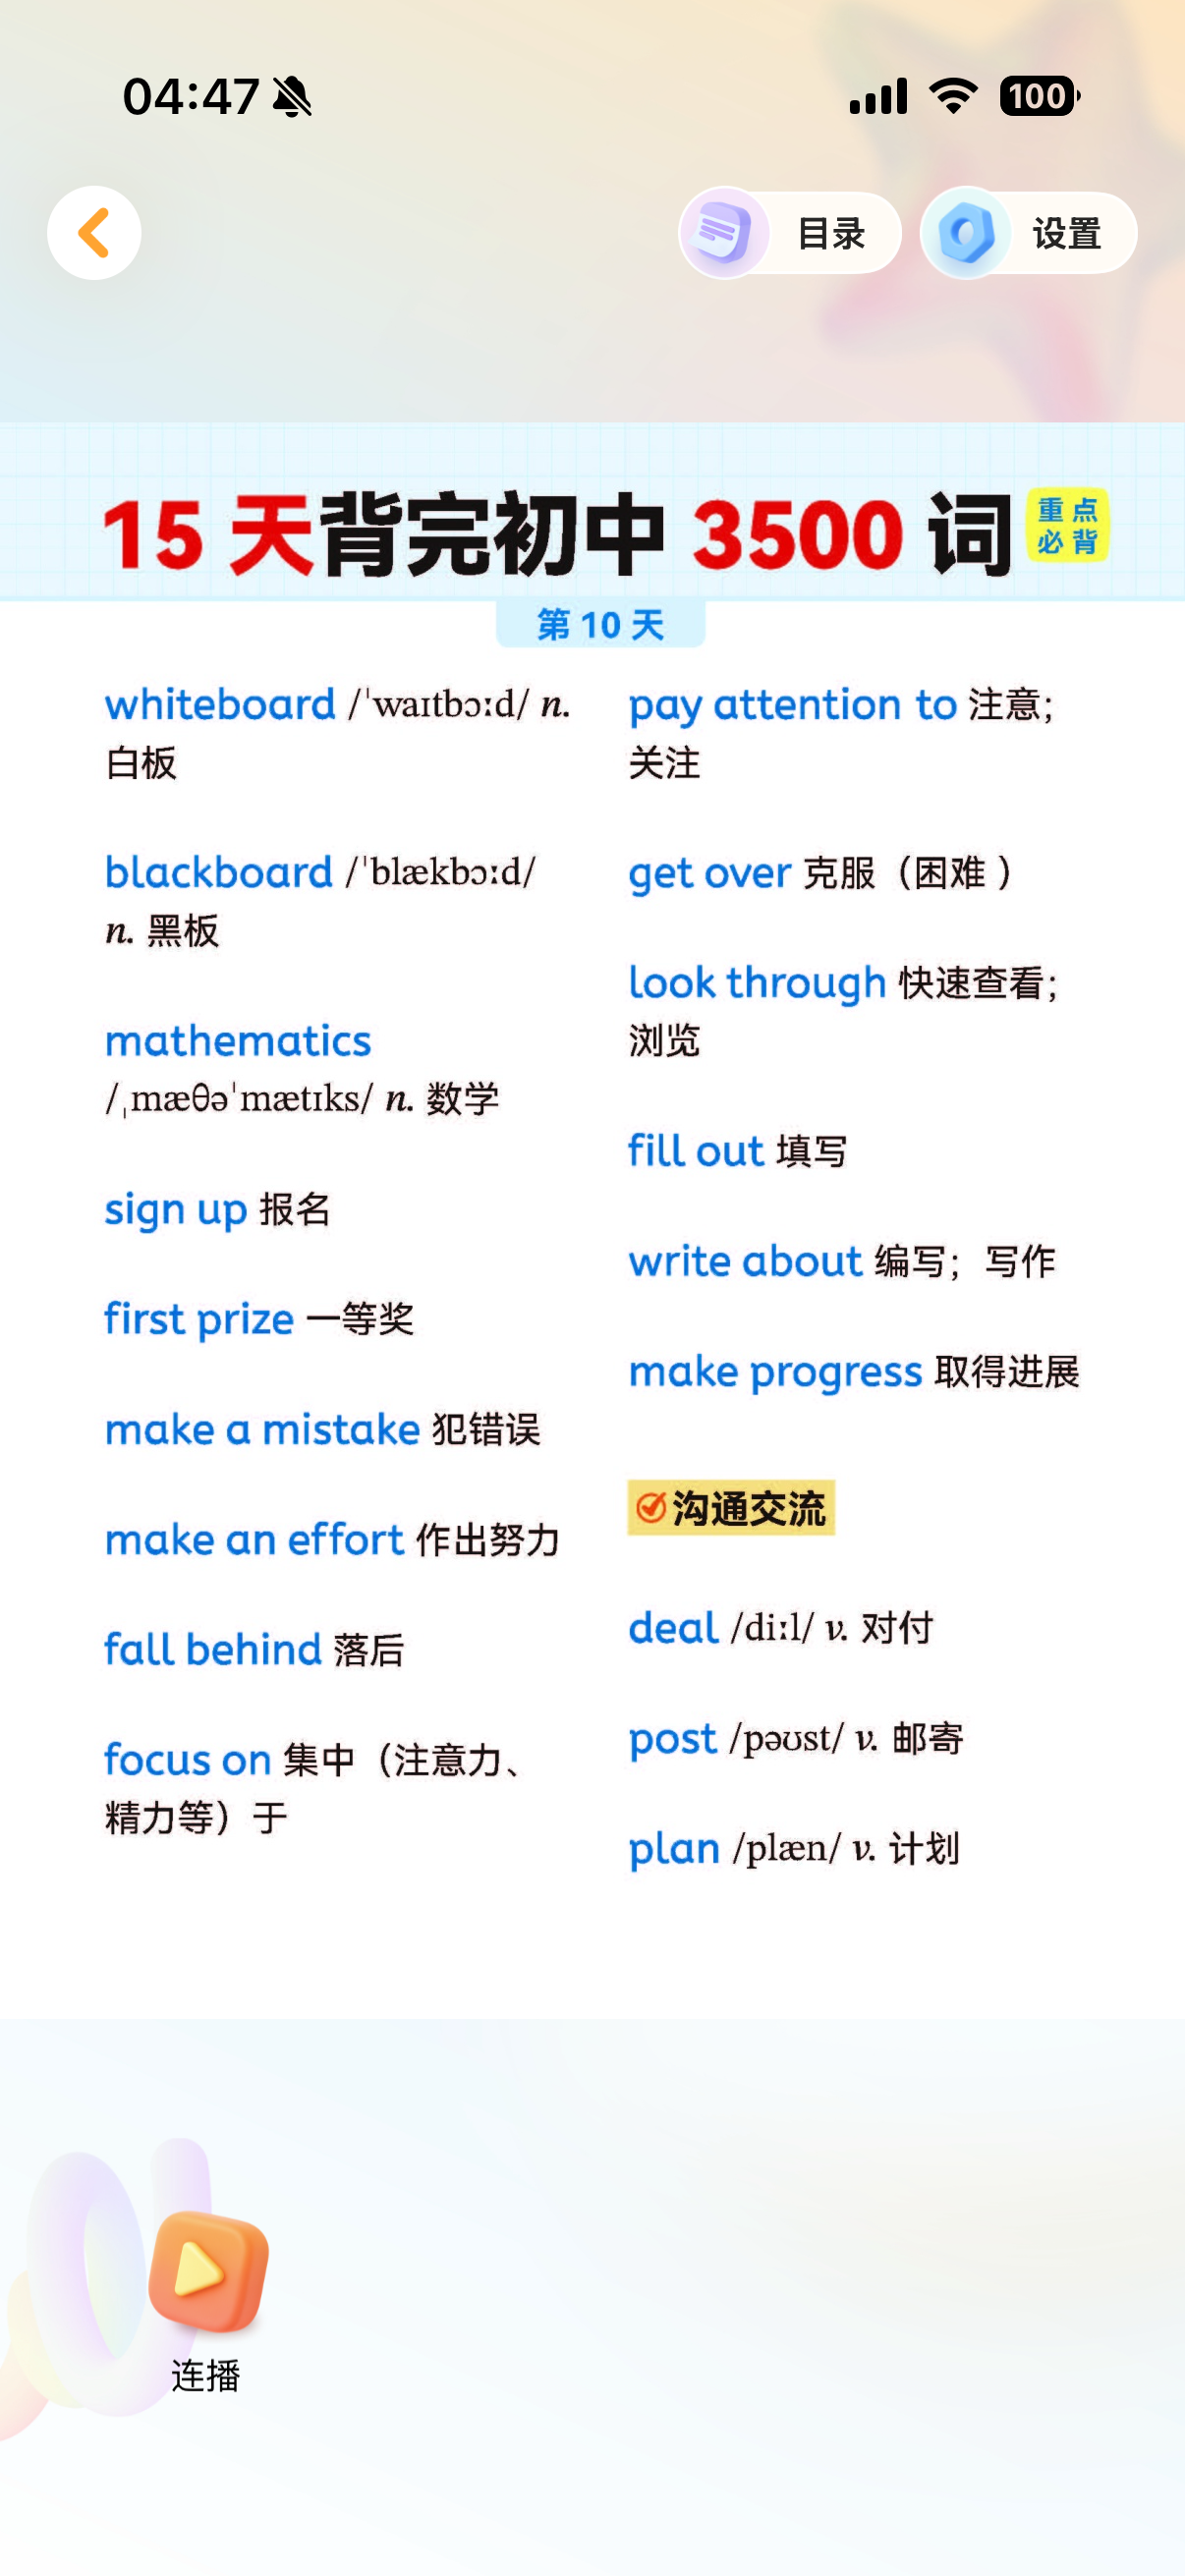 04:47
100
目录
设置
15 天背完初中 3500 词
重点
必背
第 10 天
whiteboard /ˈwaɪtbɔːd/ n.
白板
blackboard /ˈblækbɔːd/
n. 黑板
mathematics
/ˌmæθəˈmætɪks/ n. 数学
sign up 报名
first prize 一等奖
make a mistake 犯错误
make an effort 作出努力
fall behind 落后
focus on 集中（注意力、
精力等）于
pay attention to 注意；
关注
get over 克服（困难 ）
look through 快速查看；
浏览
fill out 填写
write about 编写；写作
make progress 取得进展
沟通交流
deal /diːl/ v. 对付
post /pəʊst/ v. 邮寄
plan /plæn/ v. 计划
连播